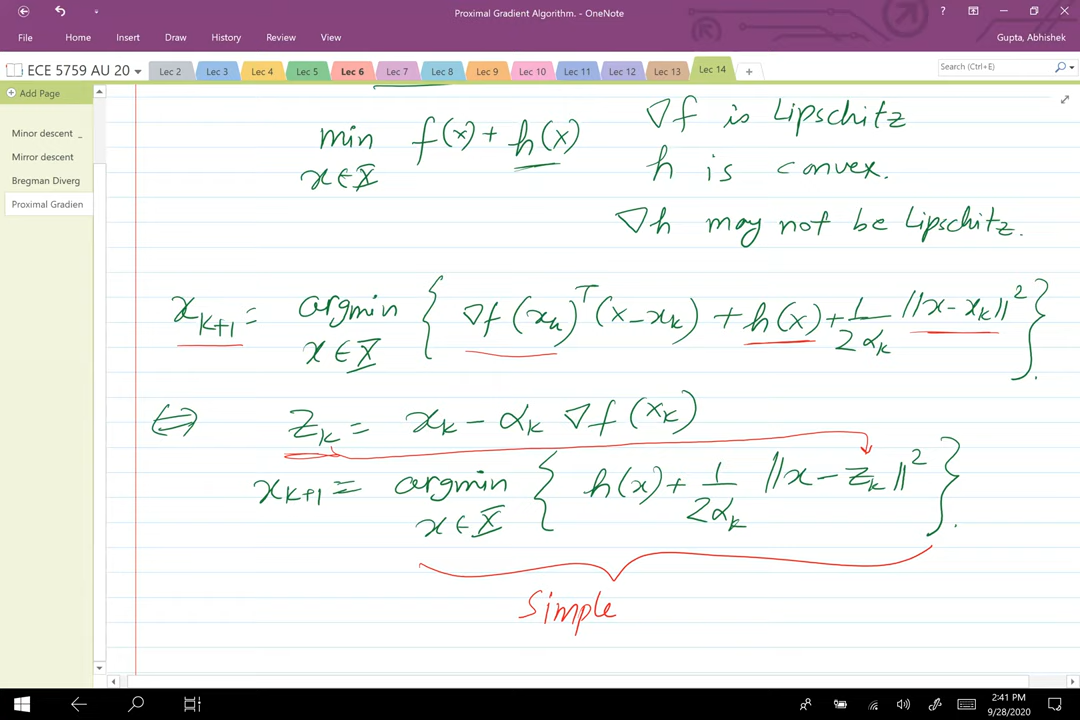 Proximal Gradient Algorithm. - OneNote
?
File Home Insert Draw History Review View
Gupta, Abhishek
ECE 5759 AU 20
Lec 2 Lec 3 Lec 4 Lec 5 Lec 6 Lec 7 Lec 8 Lec 9 Lec 10 Lec 11 Lec 12 Lec 13 Lec 14 +
Search (Ctrl+E)
Add Page
Minor descent
Mirror descent
Bregman Diverg
Proximal Gradien
min x∈X f(x) + h(x)
∇f is Lipschitz
h is convex.
∇h may not be Lipschitz.
x_{k+1} = argmin x∈X { ∇f(x_k)^T (x-x_k) + h(x) + 1/2α_k ||x-x_k||^2 }.
⟺ z_k = x_k - α_k ∇f(x_k)
x_{k+1} = argmin x∈X { h(x) + 1/2α_k ||x - z_k||^2 }.
Simple
2:41 PM
9/28/2020